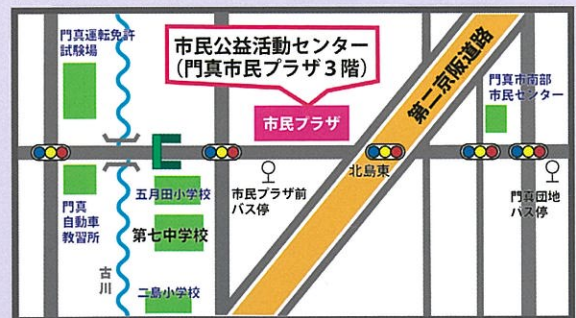 門真運転免許
試験場
市民公益活動センター
(門真市民プラザ3階)
市民プラザ
第二京阪道路
門真市南部
市民センター
北島東
市民プラザ前
バス停
門真団地
バス停
門真
自動車
教習所
五月田小学校
第七中学校
二島小学校
古川